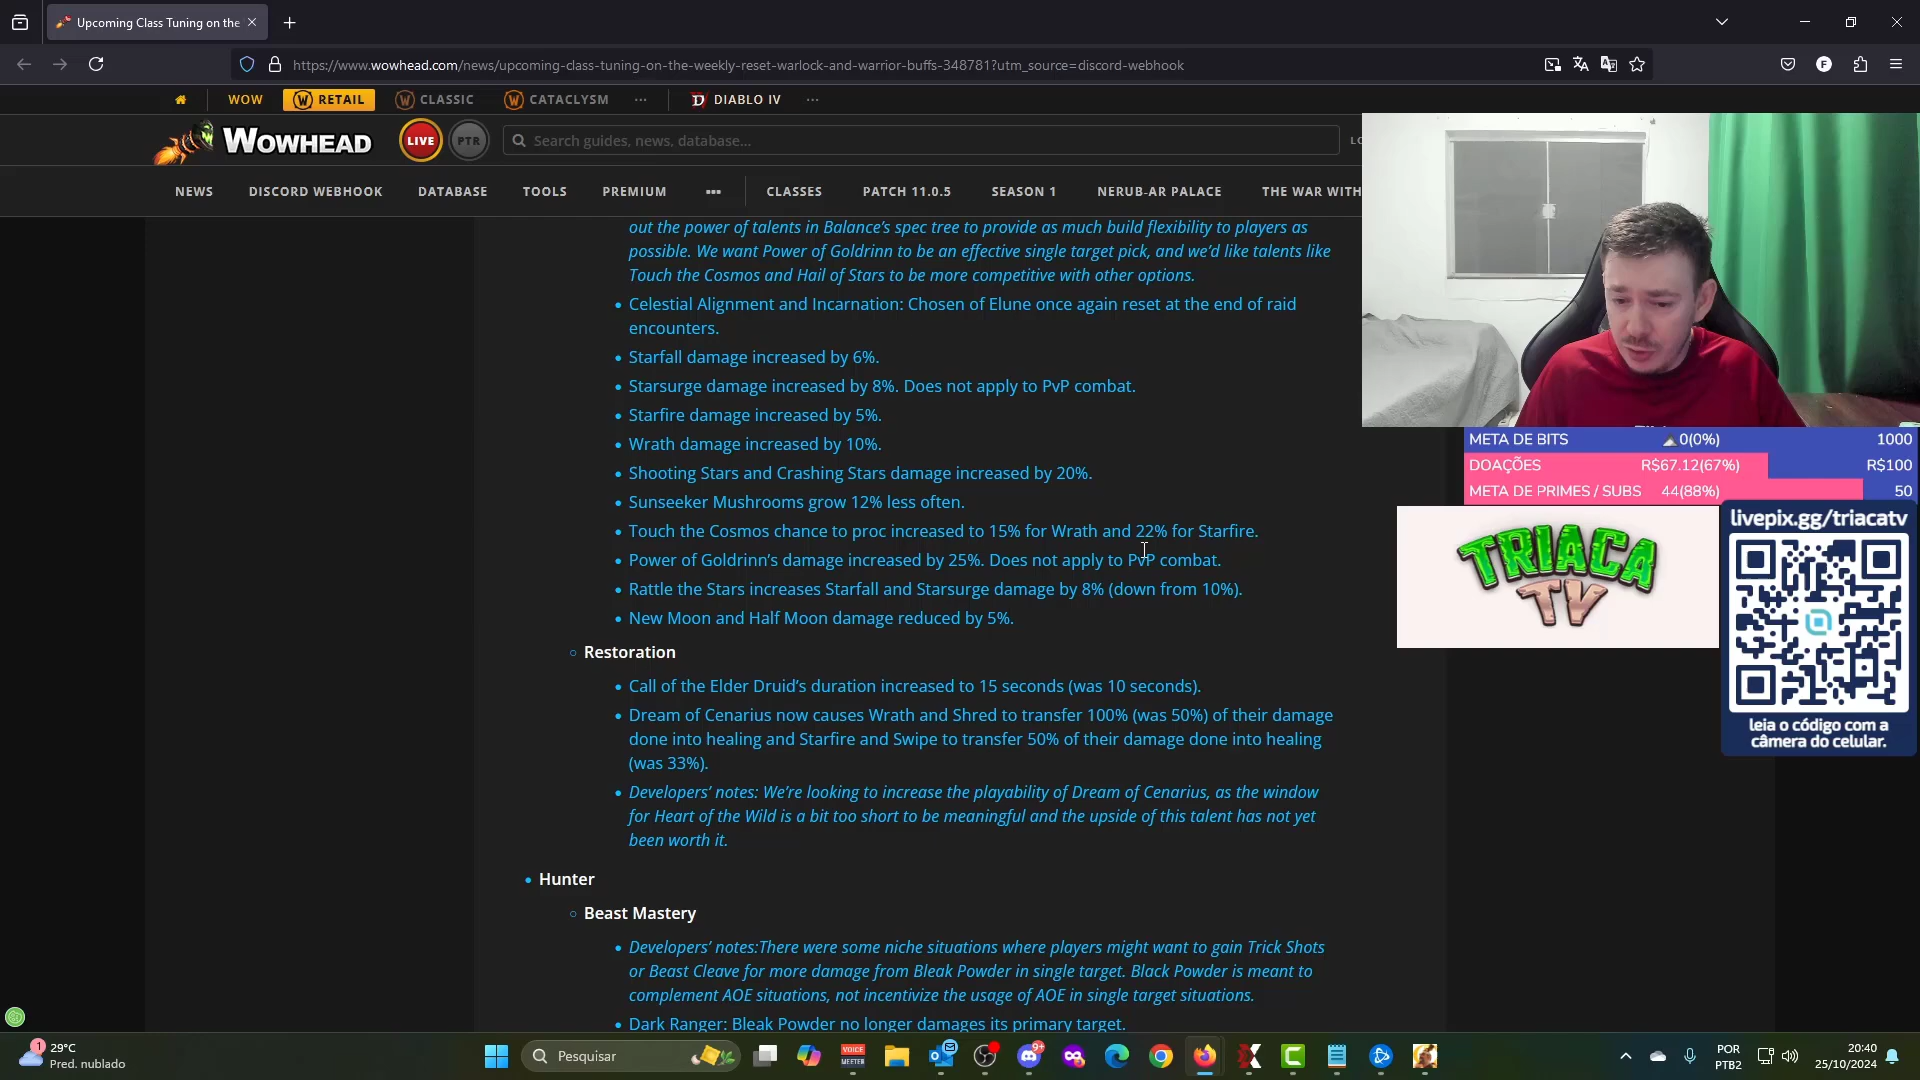 Upcoming Class Tuning on the
https://www.wowhead.com/news/upcoming-class-tuning-on-the-weekly-reset-warlock-and-warrior-buffs-348781?utm_source=discord-webhook
WOW RETAIL CLASSIC CATACLYSM ... DIABLO IV ...
WOWHEAD LIVE PTR Search guides, news, database... LO
NEWS DISCORD WEBHOOK DATABASE TOOLS PREMIUM CLASSES PATCH 11.0.5 SEASON 1 NERUB-AR PALACE THE WAR WITH
out the power of talents in Balance’s spec tree to provide as much build flexibility to players as
possible. We want Power of Goldrinn to be an effective single target pick, and we’d like talents like
Touch the Cosmos and Hail of Stars to be more competitive with other options.
• Celestial Alignment and Incarnation: Chosen of Elune once again reset at the end of raid
encounters.
• Starfall damage increased by 6%.
• Starsurge damage increased by 8%. Does not apply to PvP combat.
• Starfire damage increased by 5%.
• Wrath damage increased by 10%.
• Shooting Stars and Crashing Stars damage increased by 20%.
• Sunseeker Mushrooms grow 12% less often.
• Touch the Cosmos chance to proc increased to 15% for Wrath and 22% for Starfire.
• Power of Goldrinn’s damage increased by 25%. Does not apply to PvP combat.
• Rattle the Stars increases Starfall and Starsurge damage by 8% (down from 10%).
• New Moon and Half Moon damage reduced by 5%.
○ Restoration
• Call of the Elder Druid’s duration increased to 15 seconds (was 10 seconds).
• Dream of Cenarius now causes Wrath and Shred to transfer 100% (was 50%) of their damage
done into healing and Starfire and Swipe to transfer 50% of their damage done into healing
(was 33%).
• Developers’ notes: We’re looking to increase the playability of Dream of Cenarius, as the window
for Heart of the Wild is a bit too short to be meaningful and the upside of this talent has not yet
been worth it.
• Hunter
○ Beast Mastery
• Developers’ notes:There were some niche situations where players might want to gain Trick Shots
or Beast Cleave for more damage from Bleak Powder in single target. Black Powder is meant to
complement AOE situations, not incentivize the usage of AOE in single target situations.
• Dark Ranger: Bleak Powder no longer damages its primary target.
META DE BITS 0(0%) 1000
DOAÇÕES R$67.12(67%) R$100
META DE PRIMES / SUBS 44(88%) 50
TRIACA
TV
livepix.gg/triacatv
leia o código com a
câmera do celular.
1
29°C
Pred. nublado
Pesquisar
VOICE
MEETER
9+
POR
PTB2
20:40
25/10/2024